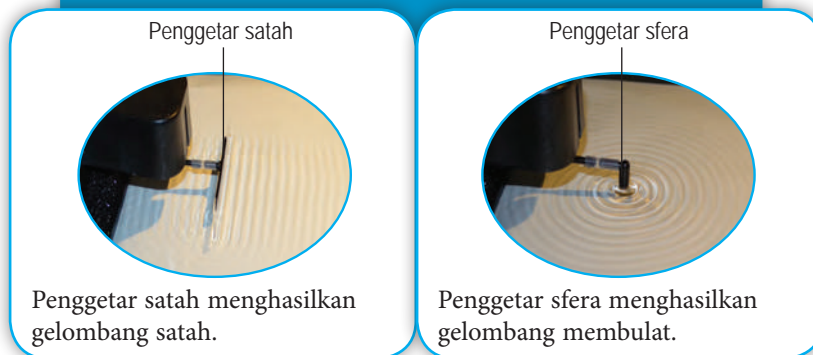 Penggetar satah
Penggetar satah menghasilkan
gelombang satah.
Penggetar sfera
Penggetar sfera menghasilkan
gelombang membulat.